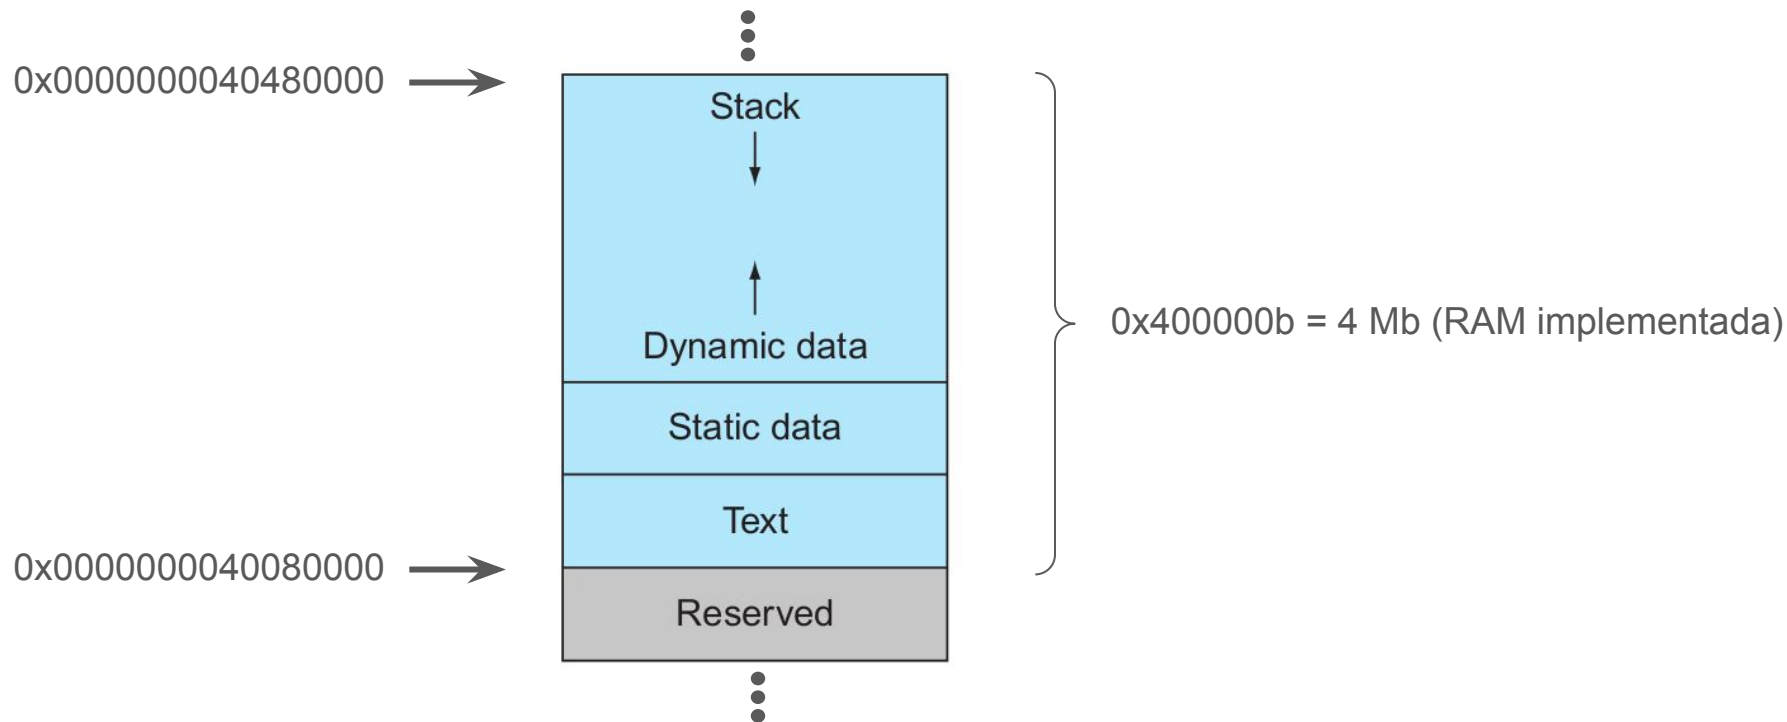 0x0000000040480000
Stack
Dynamic data
0x400000b = 4 Mb (RAM implementada)
Static data
Text
0x0000000040080000
Reserved